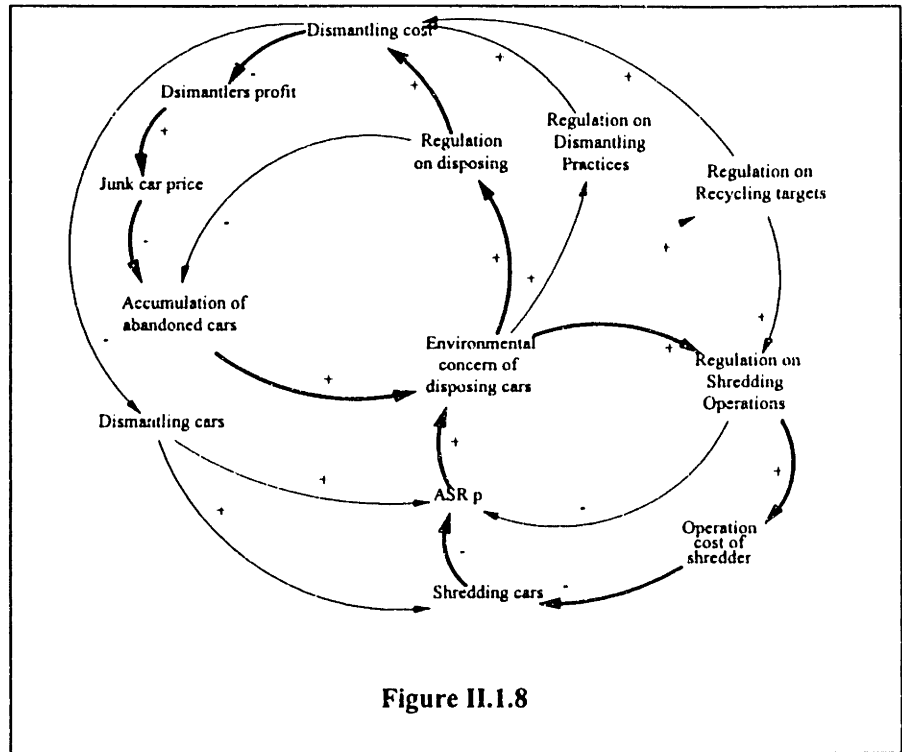 Dismantling cost
+
+
-
+
Dsimantlers profit
+
Regulation on
Dismantling
Practices
Regulation
on disposing
Regulation on
Recycling targets
Junk car price
-
-
+
+
+
Accumulation of
abandoned cars
+
-
Environmental
concern of
disposing cars
+
Regulation on
Shredding
Operations
+
Dismantling cars
+
+
+
+
ASR p
-
Operation
cost of
shredder
-
-
Shredding cars
Figure II.1.8